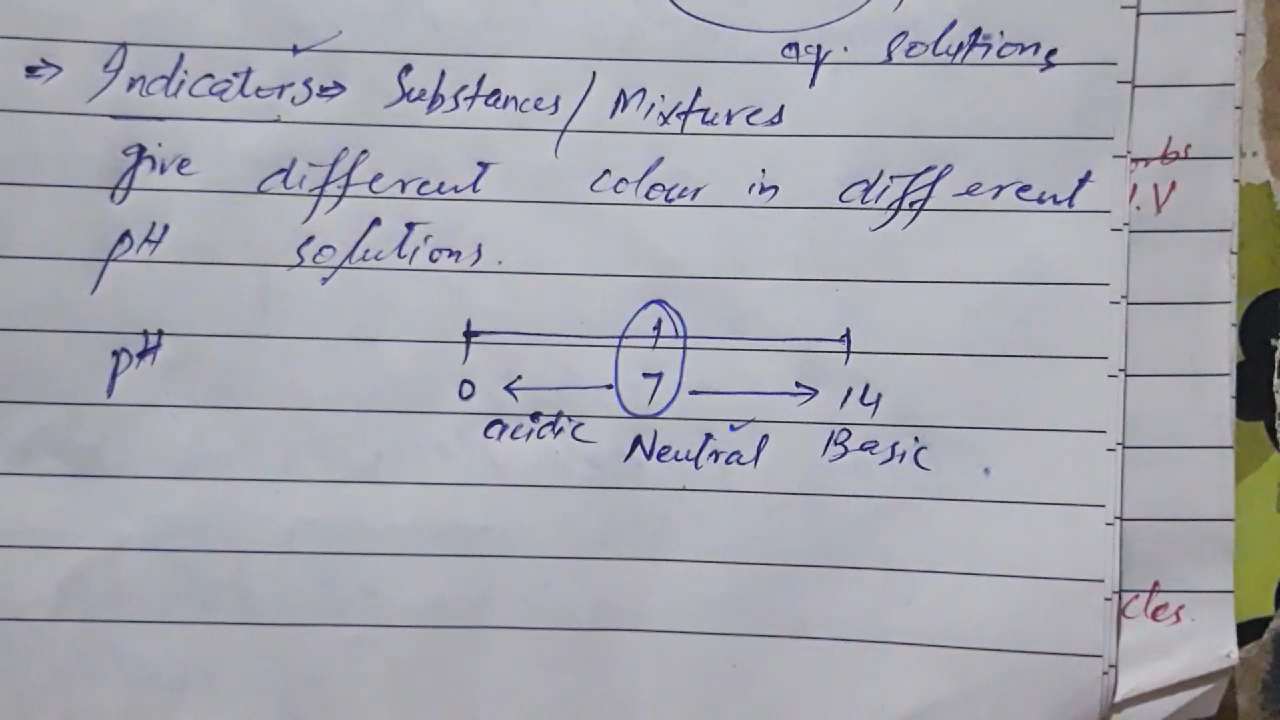 aq. solutions
⇒ Indicators ⇒ Substances / Mixtures
give different colour in different
pH solutions.
pH
0 ← 7 → 14
acidic Neutral Basic
I.V
cles.